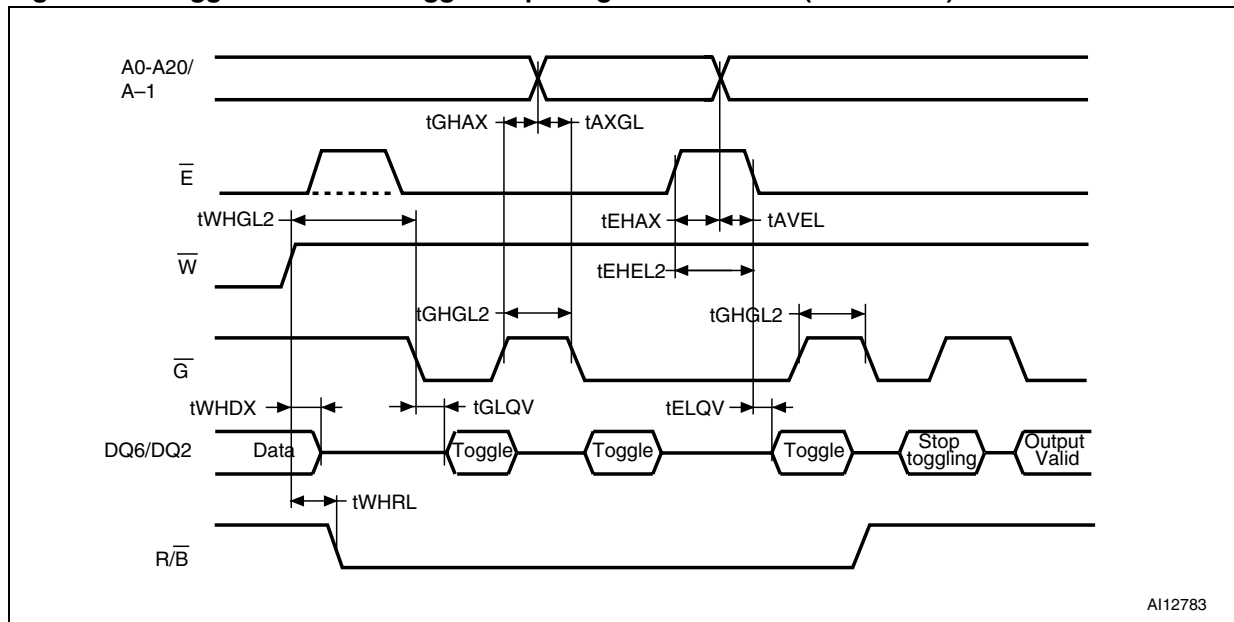 A0-A20/
A–1
tGHAX
tAXGL
E
tWHGL2
tEHAX
tAVEL
W
tEHEL2
tGHGL2
tGHGL2
G
tWHDX
tGLQV
tELQV
DQ6/DQ2
Data
Toggle
Toggle
Toggle
Stop
toggling
Output
Valid
tWHRL
R/B
AI12783